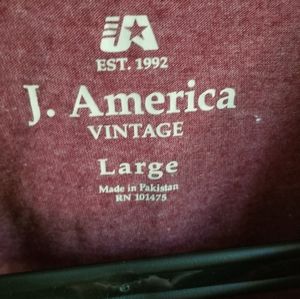 JA
EST. 1992
J. America
VINTAGE
Large
Made in Pakistan
RN 101475